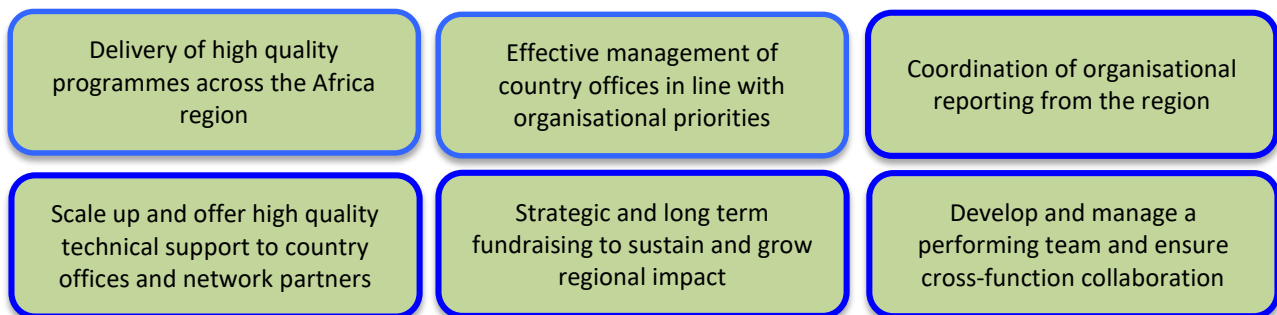 Delivery of high quality
programmes across the Africa
region
Effective management of
country offices in line with
organisational priorities
Coordination of organisational
reporting from the region
Scale up and offer high quality
technical support to country
offices and network partners
Strategic and long term
fundraising to sustain and grow
regional impact
Develop and manage a
performing team and ensure
cross-function collaboration